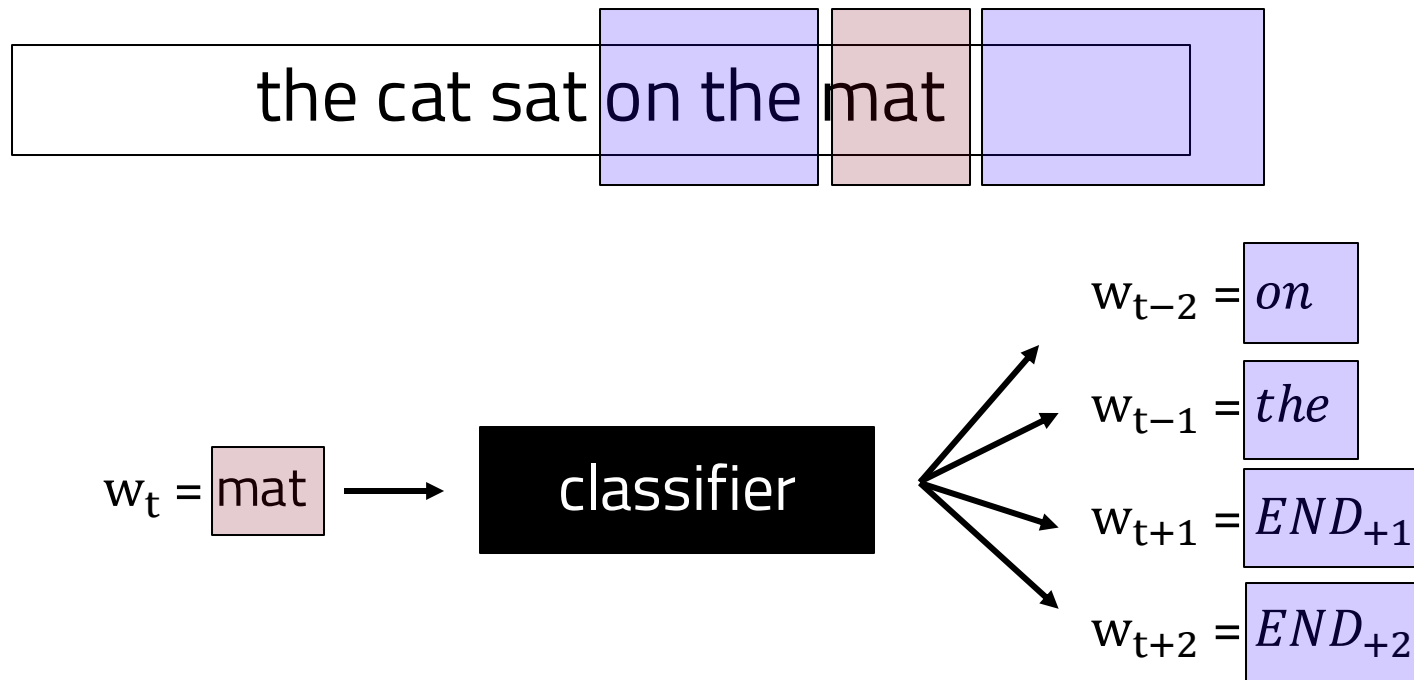 the cat sat on the mat
w_{t−2} = on
w_{t−1} = the
w_t = mat
classifier
w_{t+1} = END_{+1}
w_{t+2} = END_{+2}